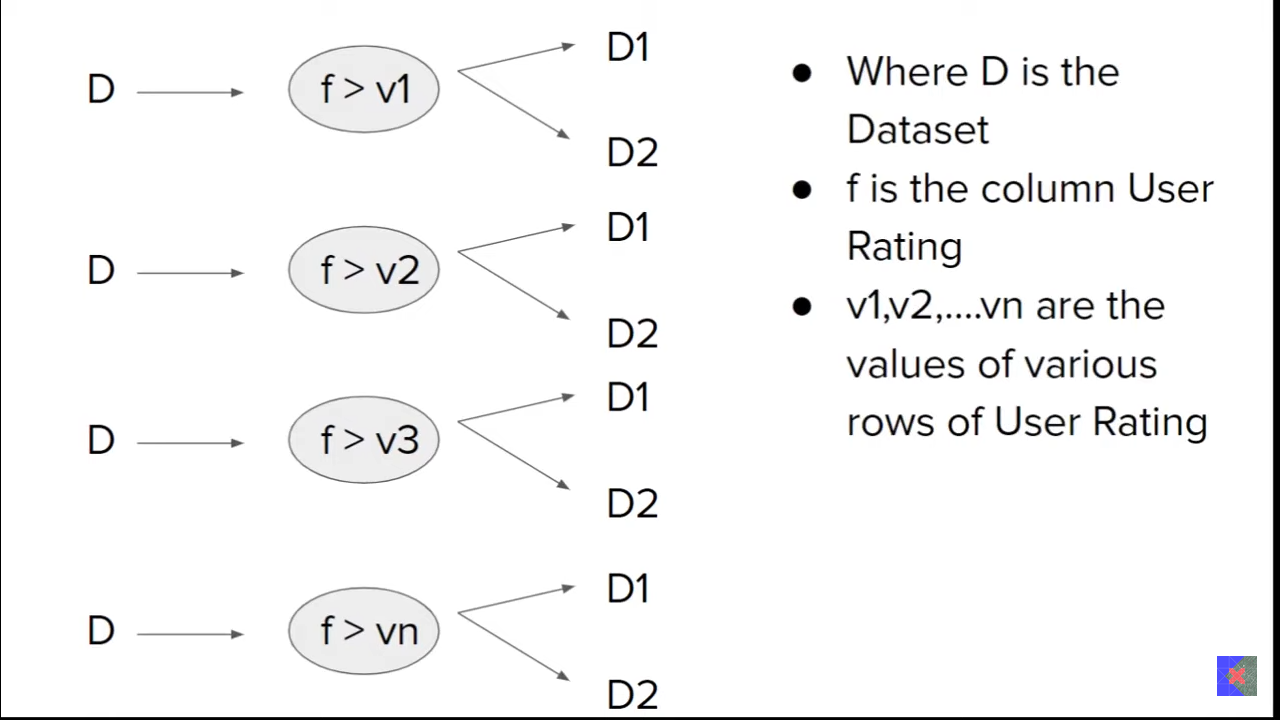 D
f > v1
D1
D2
D
f > v2
D1
D2
D
f > v3
D1
D2
D
f > vn
D1
D2
● Where D is the
Dataset
● f is the column User
Rating
● v1,v2,....vn are the
values of various
rows of User Rating